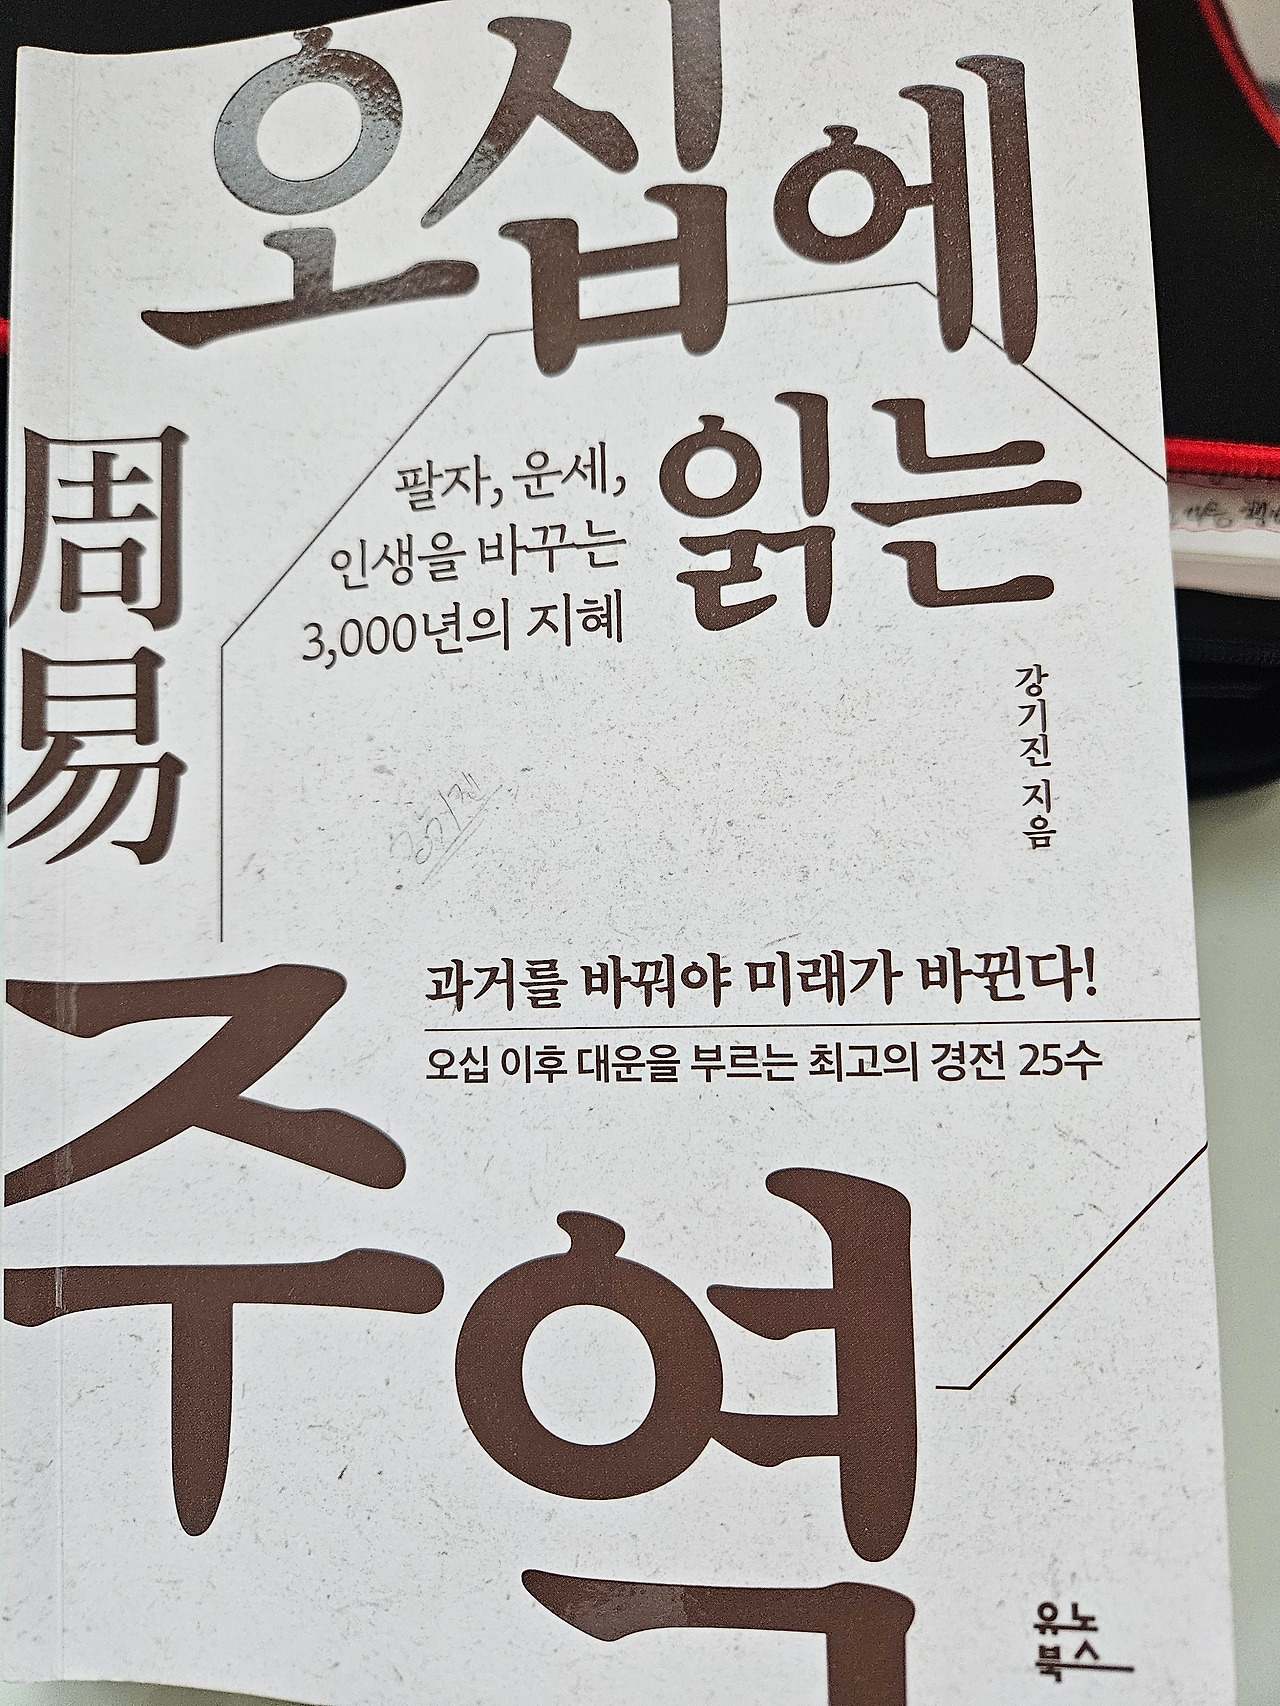 오십에
읽는
팔자, 운세,
인생을 바꾸는
3,000년의 지혜
周易
강기진 지음
과거를 바꿔야 미래가 바뀐다!
오십 이후 대운을 부르는 최고의 경전 25수
주역
유노
북스